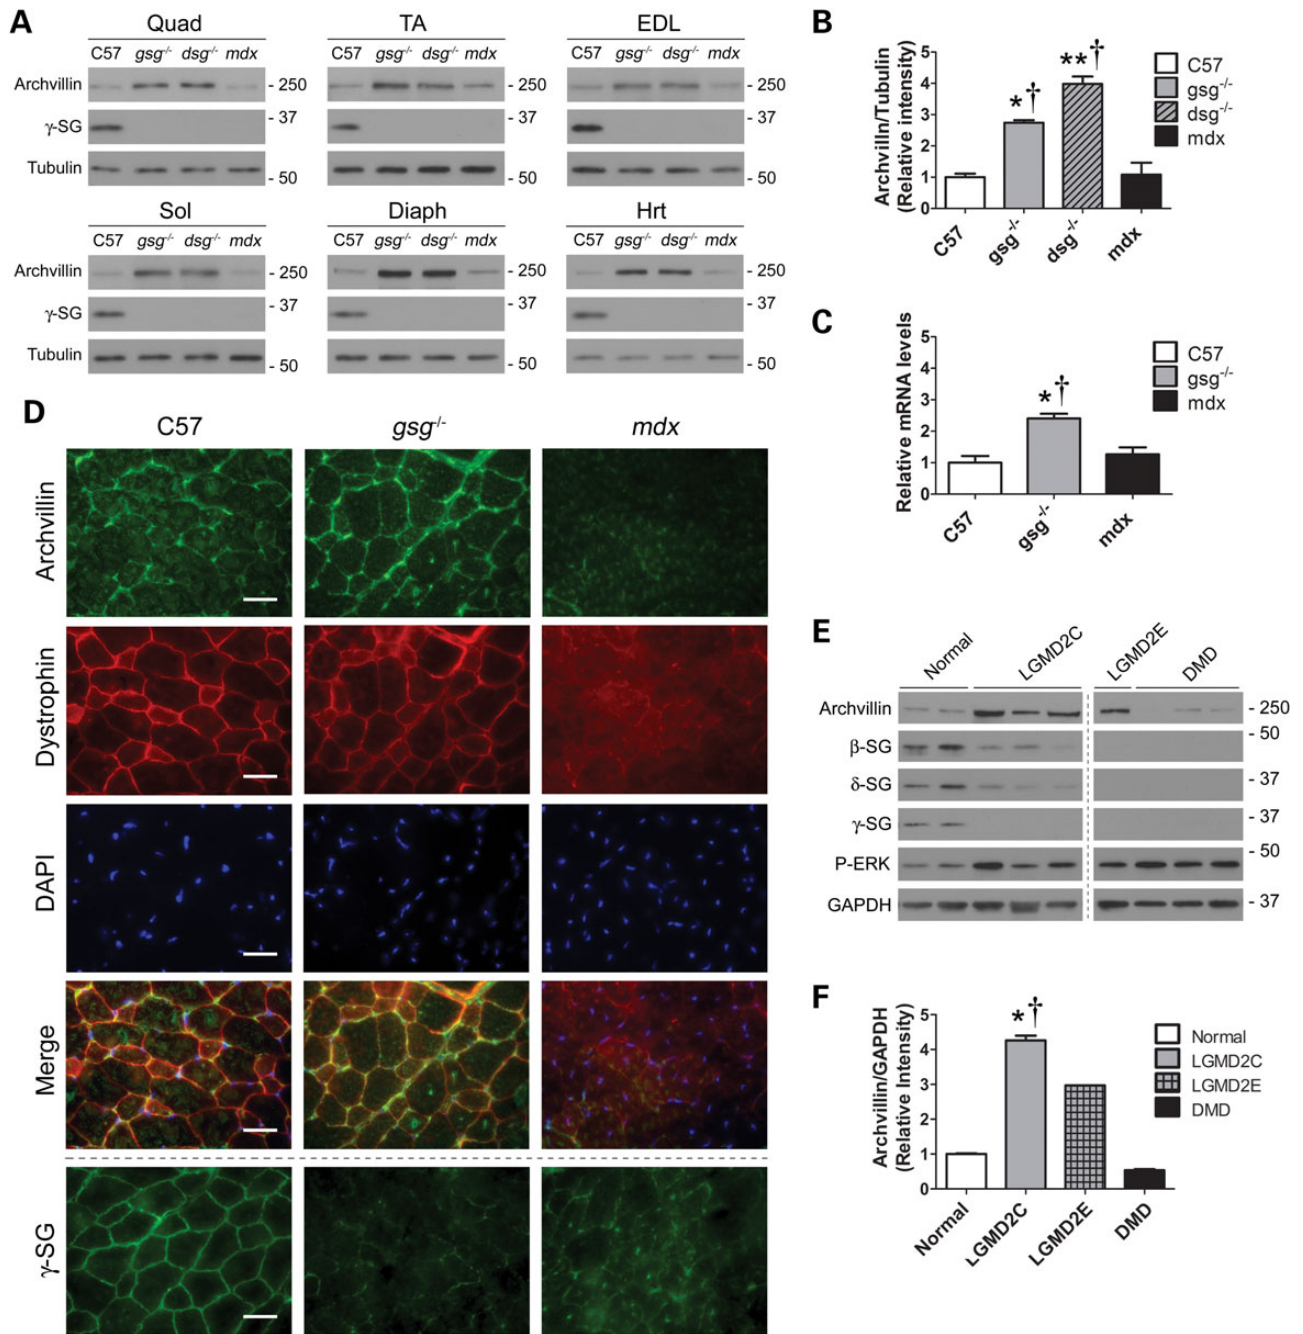 A
Quad
TA
EDL
C57 gsg-/- dsg-/- mdx
C57 gsg-/- dsg-/- mdx
C57 gsg-/- dsg-/- mdx
Archvillin
- 250
- 250
- 250
γ-SG
- 37
- 37
- 37
Tubulin
- 50
- 50
- 50
Sol
Diaph
Hrt
C57 gsg-/- dsg-/- mdx
C57 gsg-/- dsg-/- mdx
C57 gsg-/- dsg-/- mdx
Archvillin
- 250
- 250
- 250
γ-SG
- 37
- 37
- 37
Tubulin
- 50
- 50
- 50
B
Archvillin/Tubulin
(Relative intensity)
5
4
3
2
1
0
*†
**†
C57
gsg-/-
dsg-/-
mdx
C57
gsg-/-
dsg-/-
mdx
C
Relative mRNA levels
5
4
3
2
1
0
*†
C57
gsg-/-
mdx
C57
gsg-/-
mdx
D
C57
gsg-/-
mdx
Archvillin
Dystrophin
DAPI
Merge
γ-SG
E
Normal
LGMD2C
LGMD2E
DMD
Archvillin
- 250
- 50
β-SG
δ-SG
- 37
γ-SG
- 37
P-ERK
- 50
GAPDH
- 37
F
Archvillin/GAPDH
(Relative Intensity)
5
4
3
2
1
0
*†
Normal
LGMD2C
LGMD2E
DMD
Normal
LGMD2C
LGMD2E
DMD